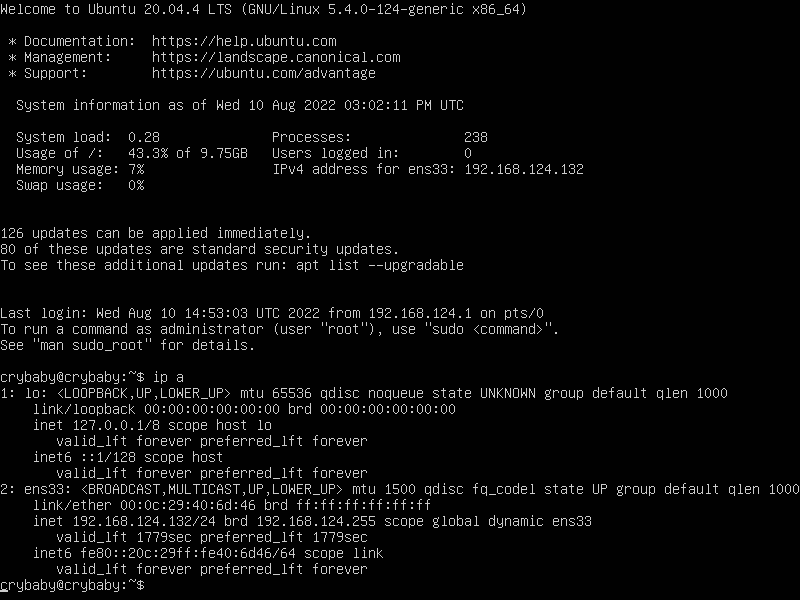 Welcome to Ubuntu 20.04.4 LTS (GNU/Linux 5.4.0-124-generic x86_64)
* Documentation:  https://help.ubuntu.com
* Management:     https://landscape.canonical.com
* Support:        https://ubuntu.com/advantage
System information as of Wed 10 Aug 2022 03:02:11 PM UTC
System load:  0.28              Processes:              238
Usage of /:   43.3% of 9.75GB   Users logged in:        0
Memory usage: 7%                IPv4 address for ens33: 192.168.124.132
Swap usage:   0%
126 updates can be applied immediately.
80 of these updates are standard security updates.
To see these additional updates run: apt list --upgradable
Last login: Wed Aug 10 14:53:03 UTC 2022 from 192.168.124.1 on pts/0
To run a command as administrator (user "root"), use "sudo <command>".
See "man sudo_root" for details.
crybaby@crybaby:~$ ip a
1: lo: <LOOPBACK,UP,LOWER_UP> mtu 65536 qdisc noqueue state UNKNOWN group default qlen 1000
link/loopback 00:00:00:00:00:00 brd 00:00:00:00:00:00
inet 127.0.0.1/8 scope host lo
valid_lft forever preferred_lft forever
inet6 ::1/128 scope host
valid_lft forever preferred_lft forever
2: ens33: <BROADCAST,MULTICAST,UP,LOWER_UP> mtu 1500 qdisc fq_codel state UP group default qlen 1000
link/ether 00:0c:29:40:6d:46 brd ff:ff:ff:ff:ff:ff
inet 192.168.124.132/24 brd 192.168.124.255 scope global dynamic ens33
valid_lft 1779sec preferred_lft 1779sec
inet6 fe80::20c:29ff:fe40:6d46/64 scope link
valid_lft forever preferred_lft forever
crybaby@crybaby:~$